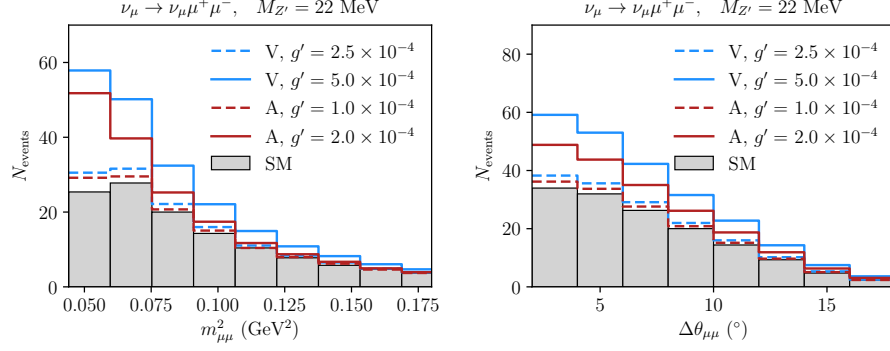 ν_μ → ν_μ μ⁺μ⁻, M_Z′ = 22 MeV
N_events
60
40
20
0
V, g′ = 2.5 × 10⁻⁴
V, g′ = 5.0 × 10⁻⁴
A, g′ = 1.0 × 10⁻⁴
A, g′ = 2.0 × 10⁻⁴
SM
0.050 0.075 0.100 0.125 0.150 0.175
m²_μμ (GeV²)
ν_μ → ν_μ μ⁺μ⁻, M_Z′ = 22 MeV
N_events
80
60
40
20
0
V, g′ = 2.5 × 10⁻⁴
V, g′ = 5.0 × 10⁻⁴
A, g′ = 1.0 × 10⁻⁴
A, g′ = 2.0 × 10⁻⁴
SM
5 10 15
Δθ_μμ (°)